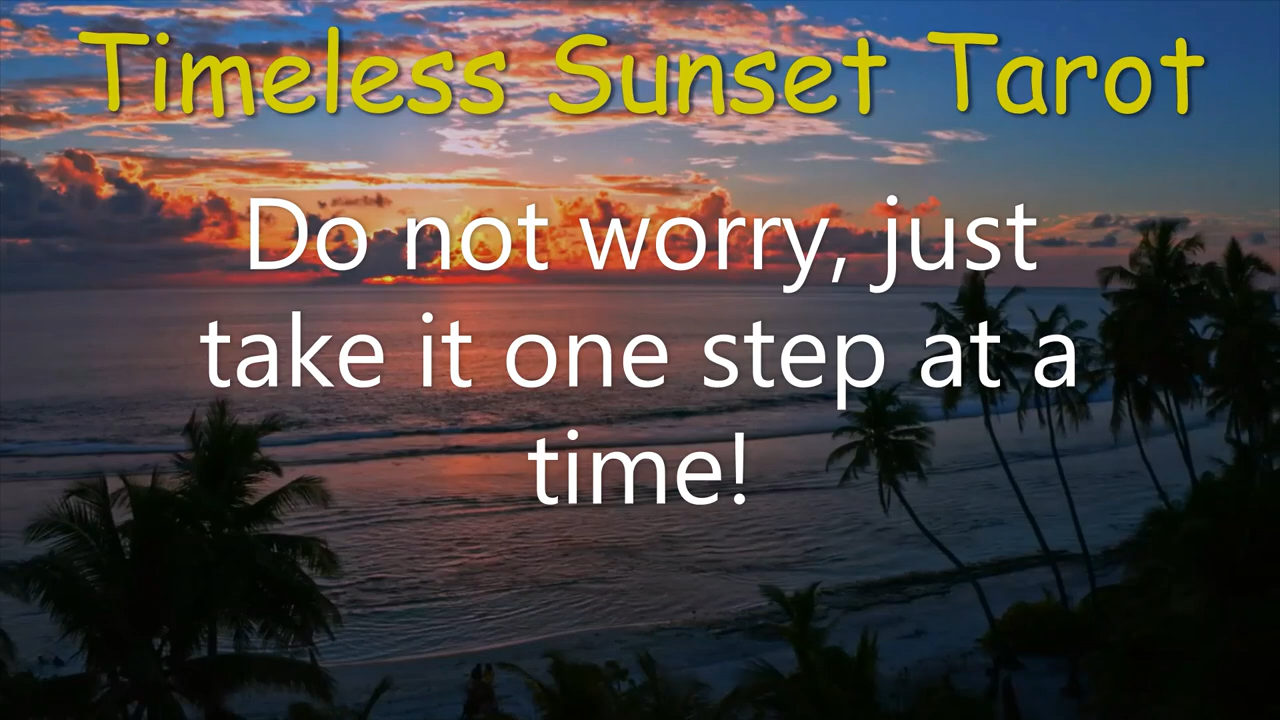 Timeless Sunset Tarot
Do not worry, just
take it one step at a
time!